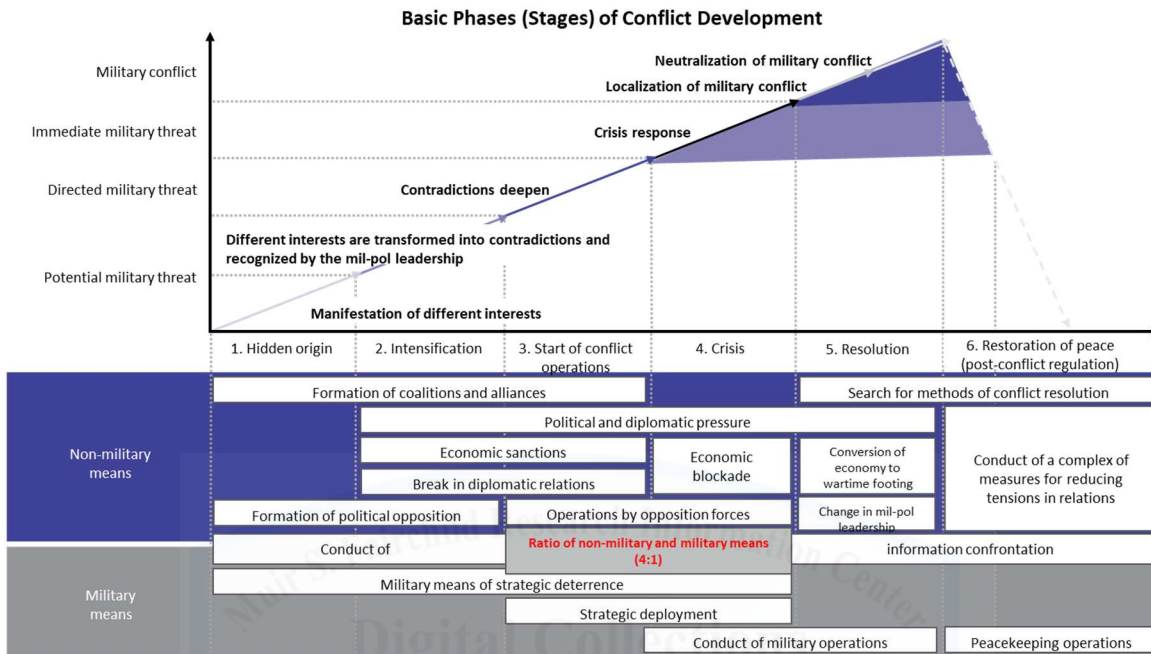 Basic Phases (Stages) of Conflict Development
Military conflict
Immediate military threat
Directed military threat
Potential military threat
Neutralization of military conflict
Localization of military conflict
Crisis response
Contradictions deepen
Different interests are transformed into contradictions and
recognized by the mil-pol leadership
Manifestation of different interests
1. Hidden origin
2. Intensification
3. Start of conflict
operations
4. Crisis
5. Resolution
6. Restoration of peace
(post-conflict regulation)
Non-military
means
Formation of coalitions and alliances
Search for methods of conflict resolution
Political and diplomatic pressure
Economic sanctions
Break in diplomatic relations
Economic
blockade
Conversion of
economy to
wartime footing
Conduct of a complex of
measures for reducing
tensions in relations
Formation of political opposition
Operations by opposition forces
Change in mil-pol
leadership
Conduct of
Ratio of non-military and military means
(4:1)
information confrontation
Military
means
Military means of strategic deterrence
Strategic deployment
Conduct of military operations
Peacekeeping operations
Muir S. Fairchild Research Information Center
Digital Collections